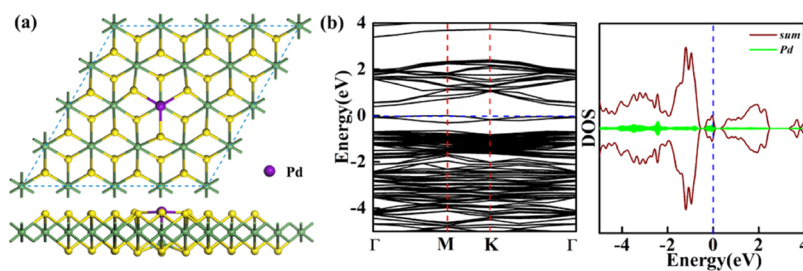 (a)
Pd
(b)
Energy(eV)
4
2
0
-2
-4
Γ M K Γ
DOS
sum
Pd
-4 -2 0 2 4
Energy(eV)